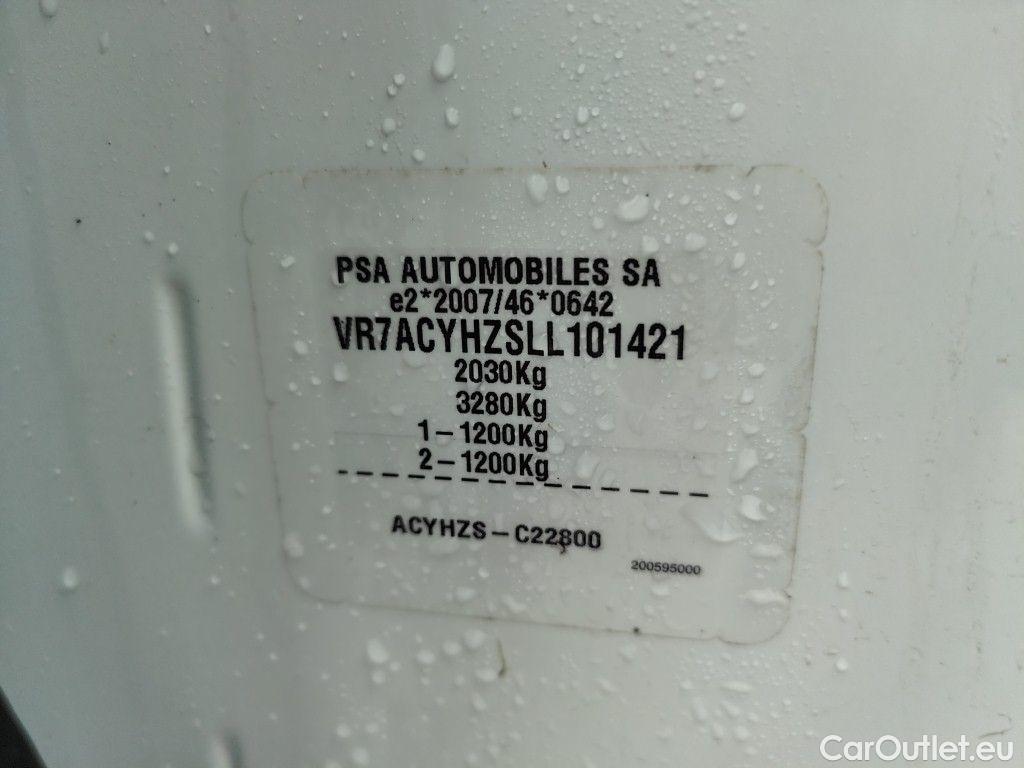 PSA AUTOMOBILES SA
e2*2007/46*0642
VR7ACYHZSLL101421
2030Kg
3280Kg
1-1200Kg
2-1200Kg
ACYHZS-C22800
200595000
CarOutlet.eu